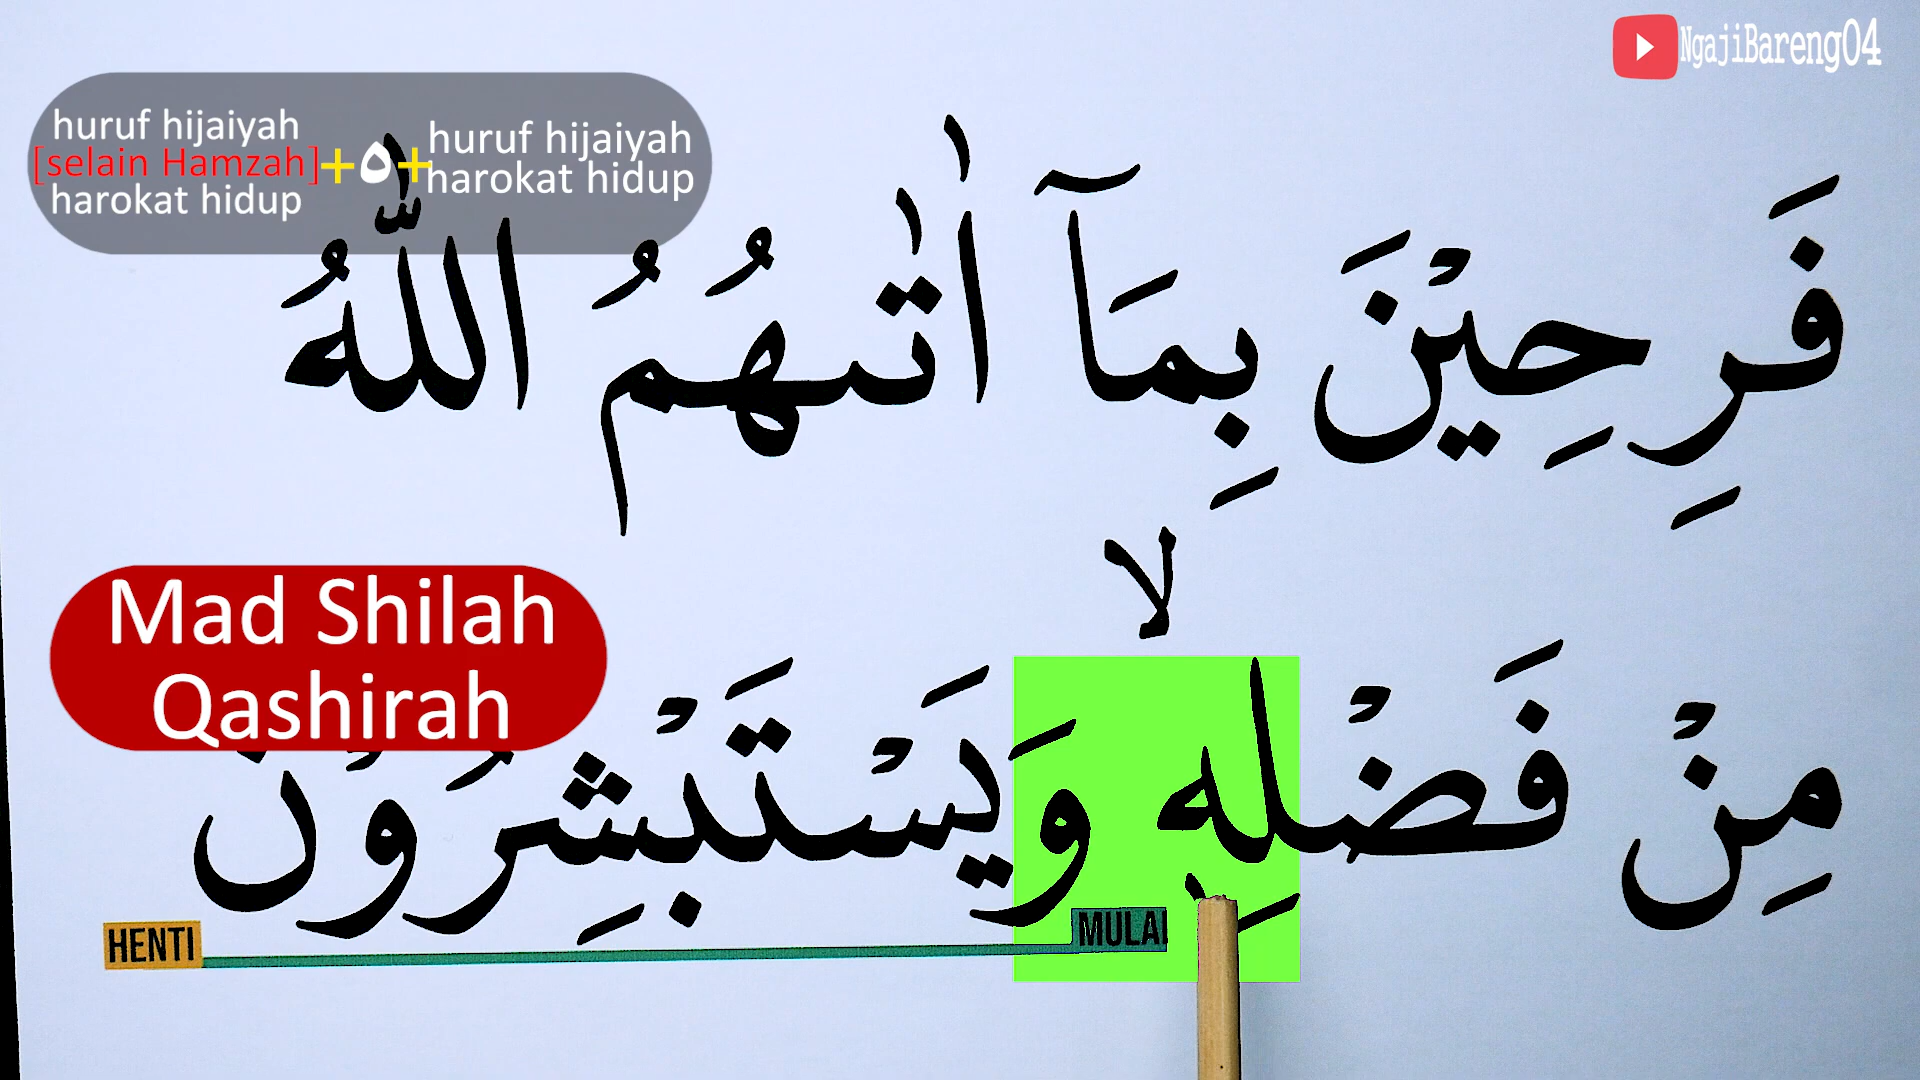 NgajiBareng04
huruf hijaiyah
[selain Hamzah]
harokat hidup
+ه+
huruf hijaiyah
harokat hidup
فَرِحِيْنَ بِمَآ اٰتٰىهُمُ اللّٰهُ
لا
Mad Shilah
Qashirah
مِنْ فَضْلِهٖ وَيَسْتَبْشِرُوْنَ
HENTI
MULAI